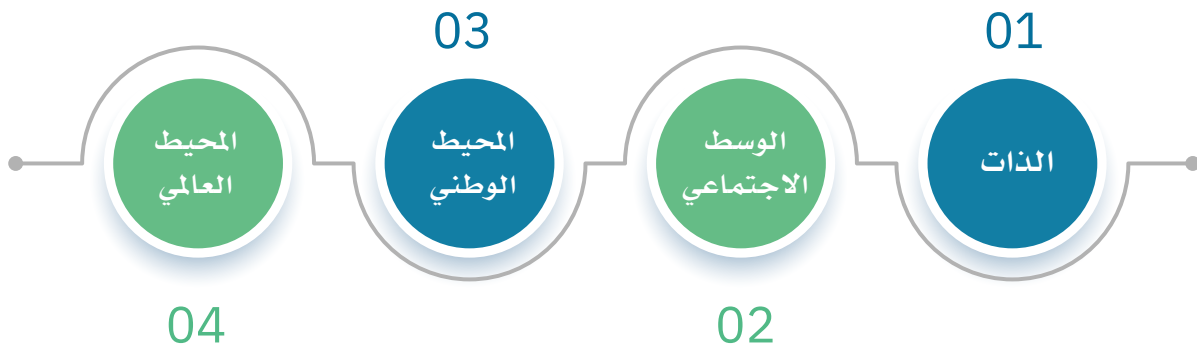 01
الذات
الوسط
الاجتماعي
02
03
المحيط
الوطني
المحيط
العالمي
04